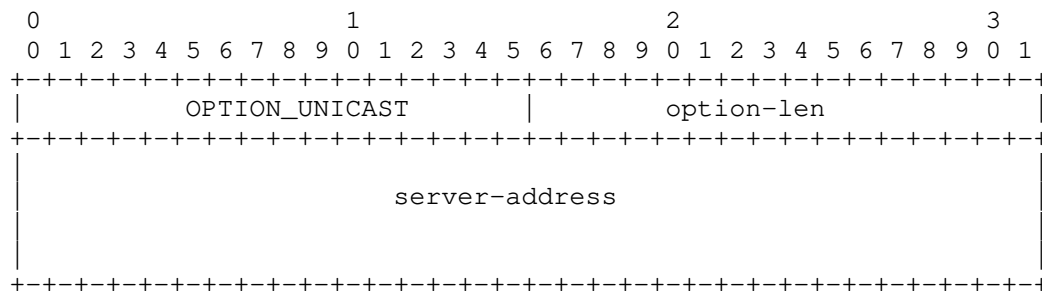 0                   1                   2                   3
 0 1 2 3 4 5 6 7 8 9 0 1 2 3 4 5 6 7 8 9 0 1 2 3 4 5 6 7 8 9 0 1
+-+-+-+-+-+-+-+-+-+-+-+-+-+-+-+-+-+-+-+-+-+-+-+-+-+-+-+-+-+-+-+-+
|          OPTION_UNICAST       |        option-len             |
+-+-+-+-+-+-+-+-+-+-+-+-+-+-+-+-+-+-+-+-+-+-+-+-+-+-+-+-+-+-+-+-+
|                                                               |
|                       server-address                          |
|                                                               |
|                                                               |
+-+-+-+-+-+-+-+-+-+-+-+-+-+-+-+-+-+-+-+-+-+-+-+-+-+-+-+-+-+-+-+-+